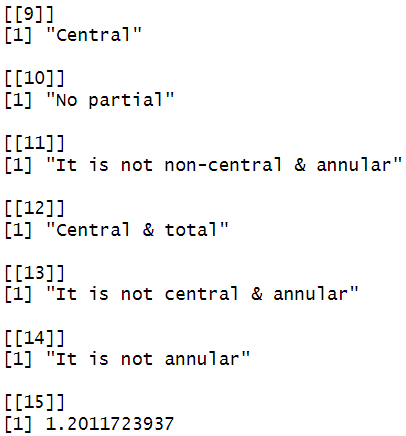 [[9]]
[1] "Central"
[[10]]
[1] "No partial"
[[11]]
[1] "It is not non-central & annular"
[[12]]
[1] "Central & total"
[[13]]
[1] "It is not central & annular"
[[14]]
[1] "It is not annular"
[[15]]
[1] 1.2011723937